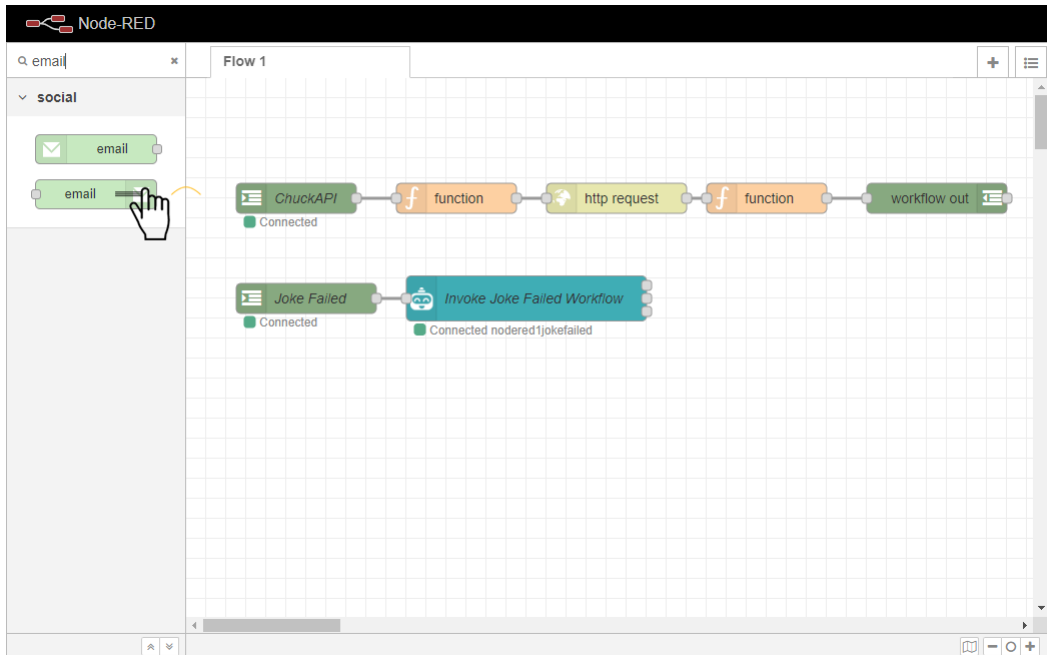 Node-RED
email
Flow 1
social
email
email
ChuckAPI
function
http request
function
workflow out
Connected
Joke Failed
Invoke Joke Failed Workflow
Connected
Connected nodered1jokefailed